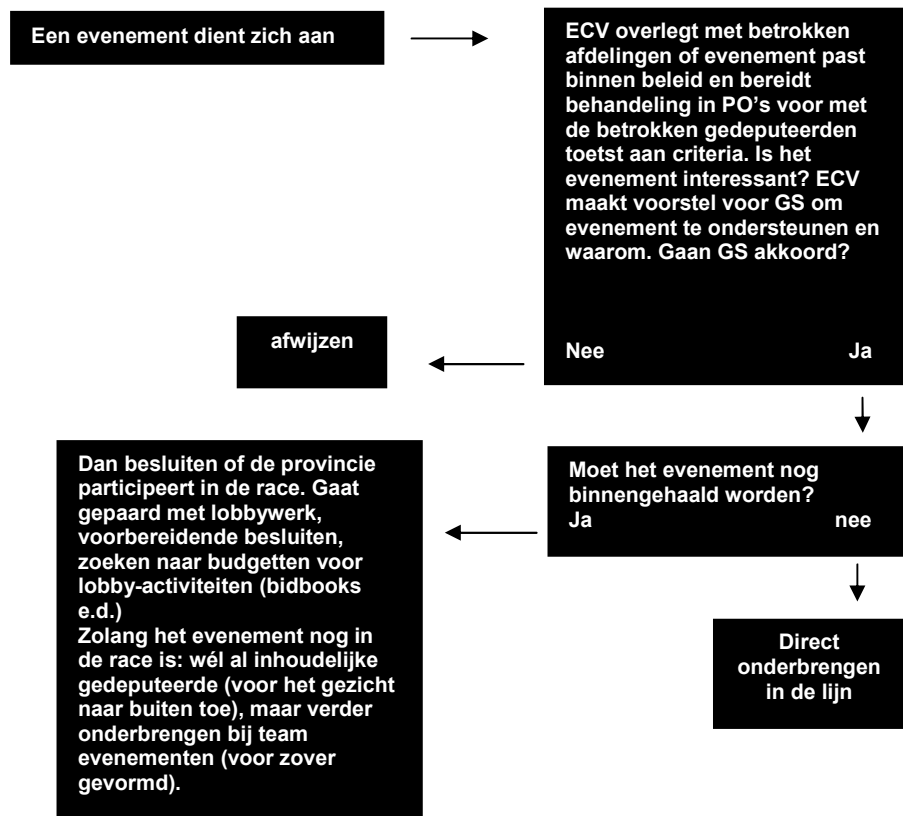 Een evenement dient zich aan
ECV overlegt met betrokken
afdelingen of evenement past
binnen beleid en bereidt
behandeling in PO’s voor met
de betrokken gedeputeerden
toetst aan criteria. Is het
evenement interessant? ECV
maakt voorstel voor GS om
evenement te ondersteunen en
waarom. Gaan GS akkoord?
Nee Ja
afwijzen
Moet het evenement nog
binnengehaald worden?
Ja nee
Dan besluiten of de provincie
participeert in de race. Gaat
gepaard met lobbywerk,
voorbereidende besluiten,
zoeken naar budgetten voor
lobby-activiteiten (bidbooks
e.d.)
Zolang het evenement nog in
de race is: wél al inhoudelijke
gedeputeerde (voor het gezicht
naar buiten toe), maar verder
onderbrengen bij team
evenementen (voor zover
gevormd).
Direct
onderbrengen
in de lijn